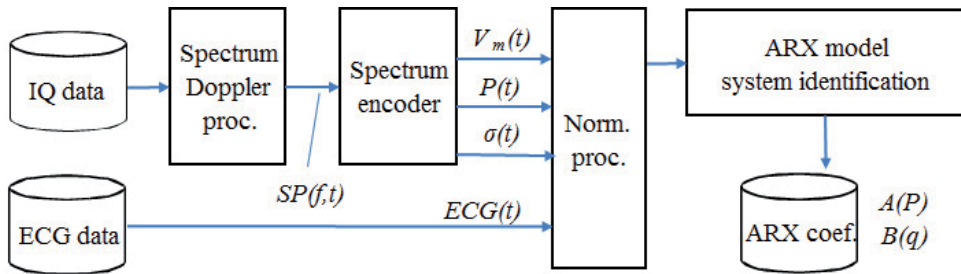 IQ data
Spectrum
Doppler
proc.
SP(f,t)
Spectrum
encoder
V_m(t)
P(t)
σ(t)
ECG data
ECG(t)
Norm.
proc.
ARX model
system identification
ARX coef.
A(P)
B(q)